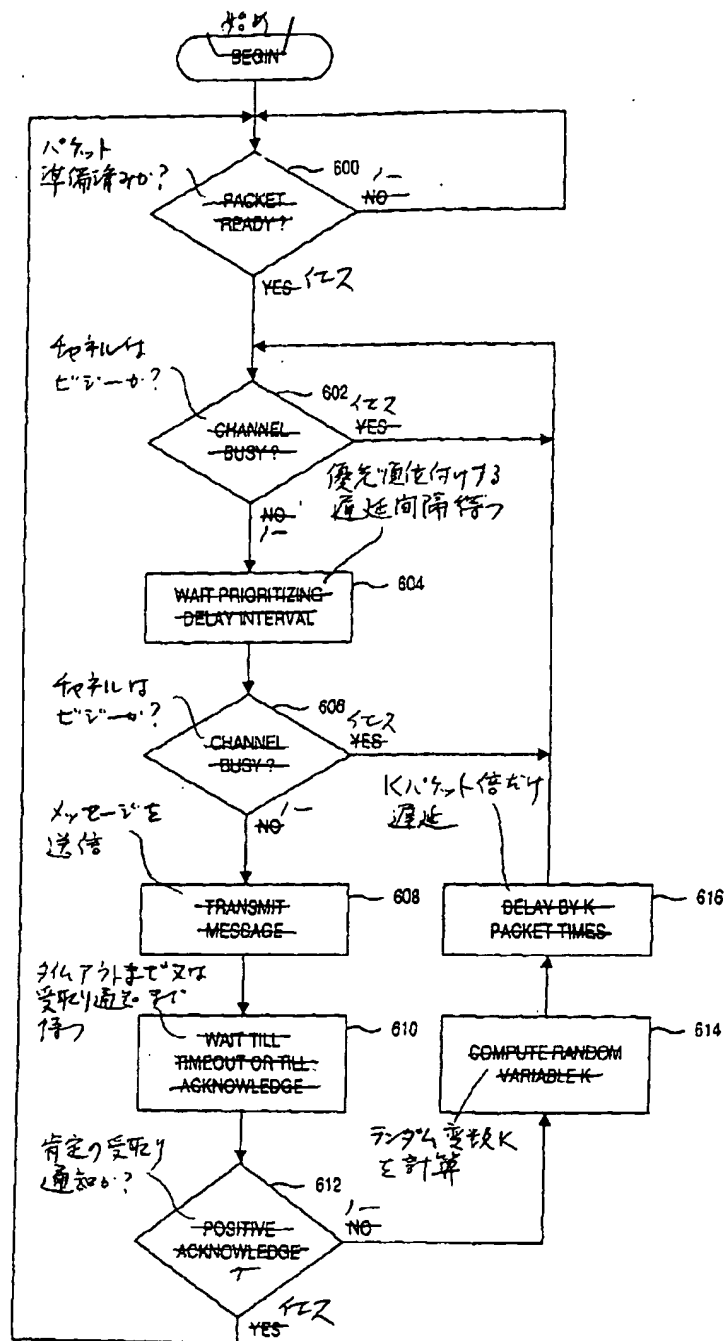 始め
BEGIN
パケット
準備済みか?
600
PACKET
READY ?
ノー
NO
YES イエス
チャネルは
ビジーか?
602
イエス
YES
CHANNEL
BUSY ?
NO
ノー
優先順位付けする
遅延間隔待つ
WAIT PRIORITIZING
DELAY INTERVAL
604
チャネルは
ビジーか?
606
イエス
YES
CHANNEL
BUSY ?
NO ノー
Kパケット倍だけ
遅延
メッセージを
送信
TRANSMIT
MESSAGE
608
DELAY BY K
PACKET TIMES
616
タイムアウトまで又は
受取り通知まで
待つ
WAIT TILL
TIMEOUT OR TILL
ACKNOWLEDGE
610
COMPUTE RANDOM
VARIABLE K
614
ランダム変数K
を計算
肯定の受取り
通知か?
612
POSITIVE
ACKNOWLEDGE
ノー
NO
YES イエス